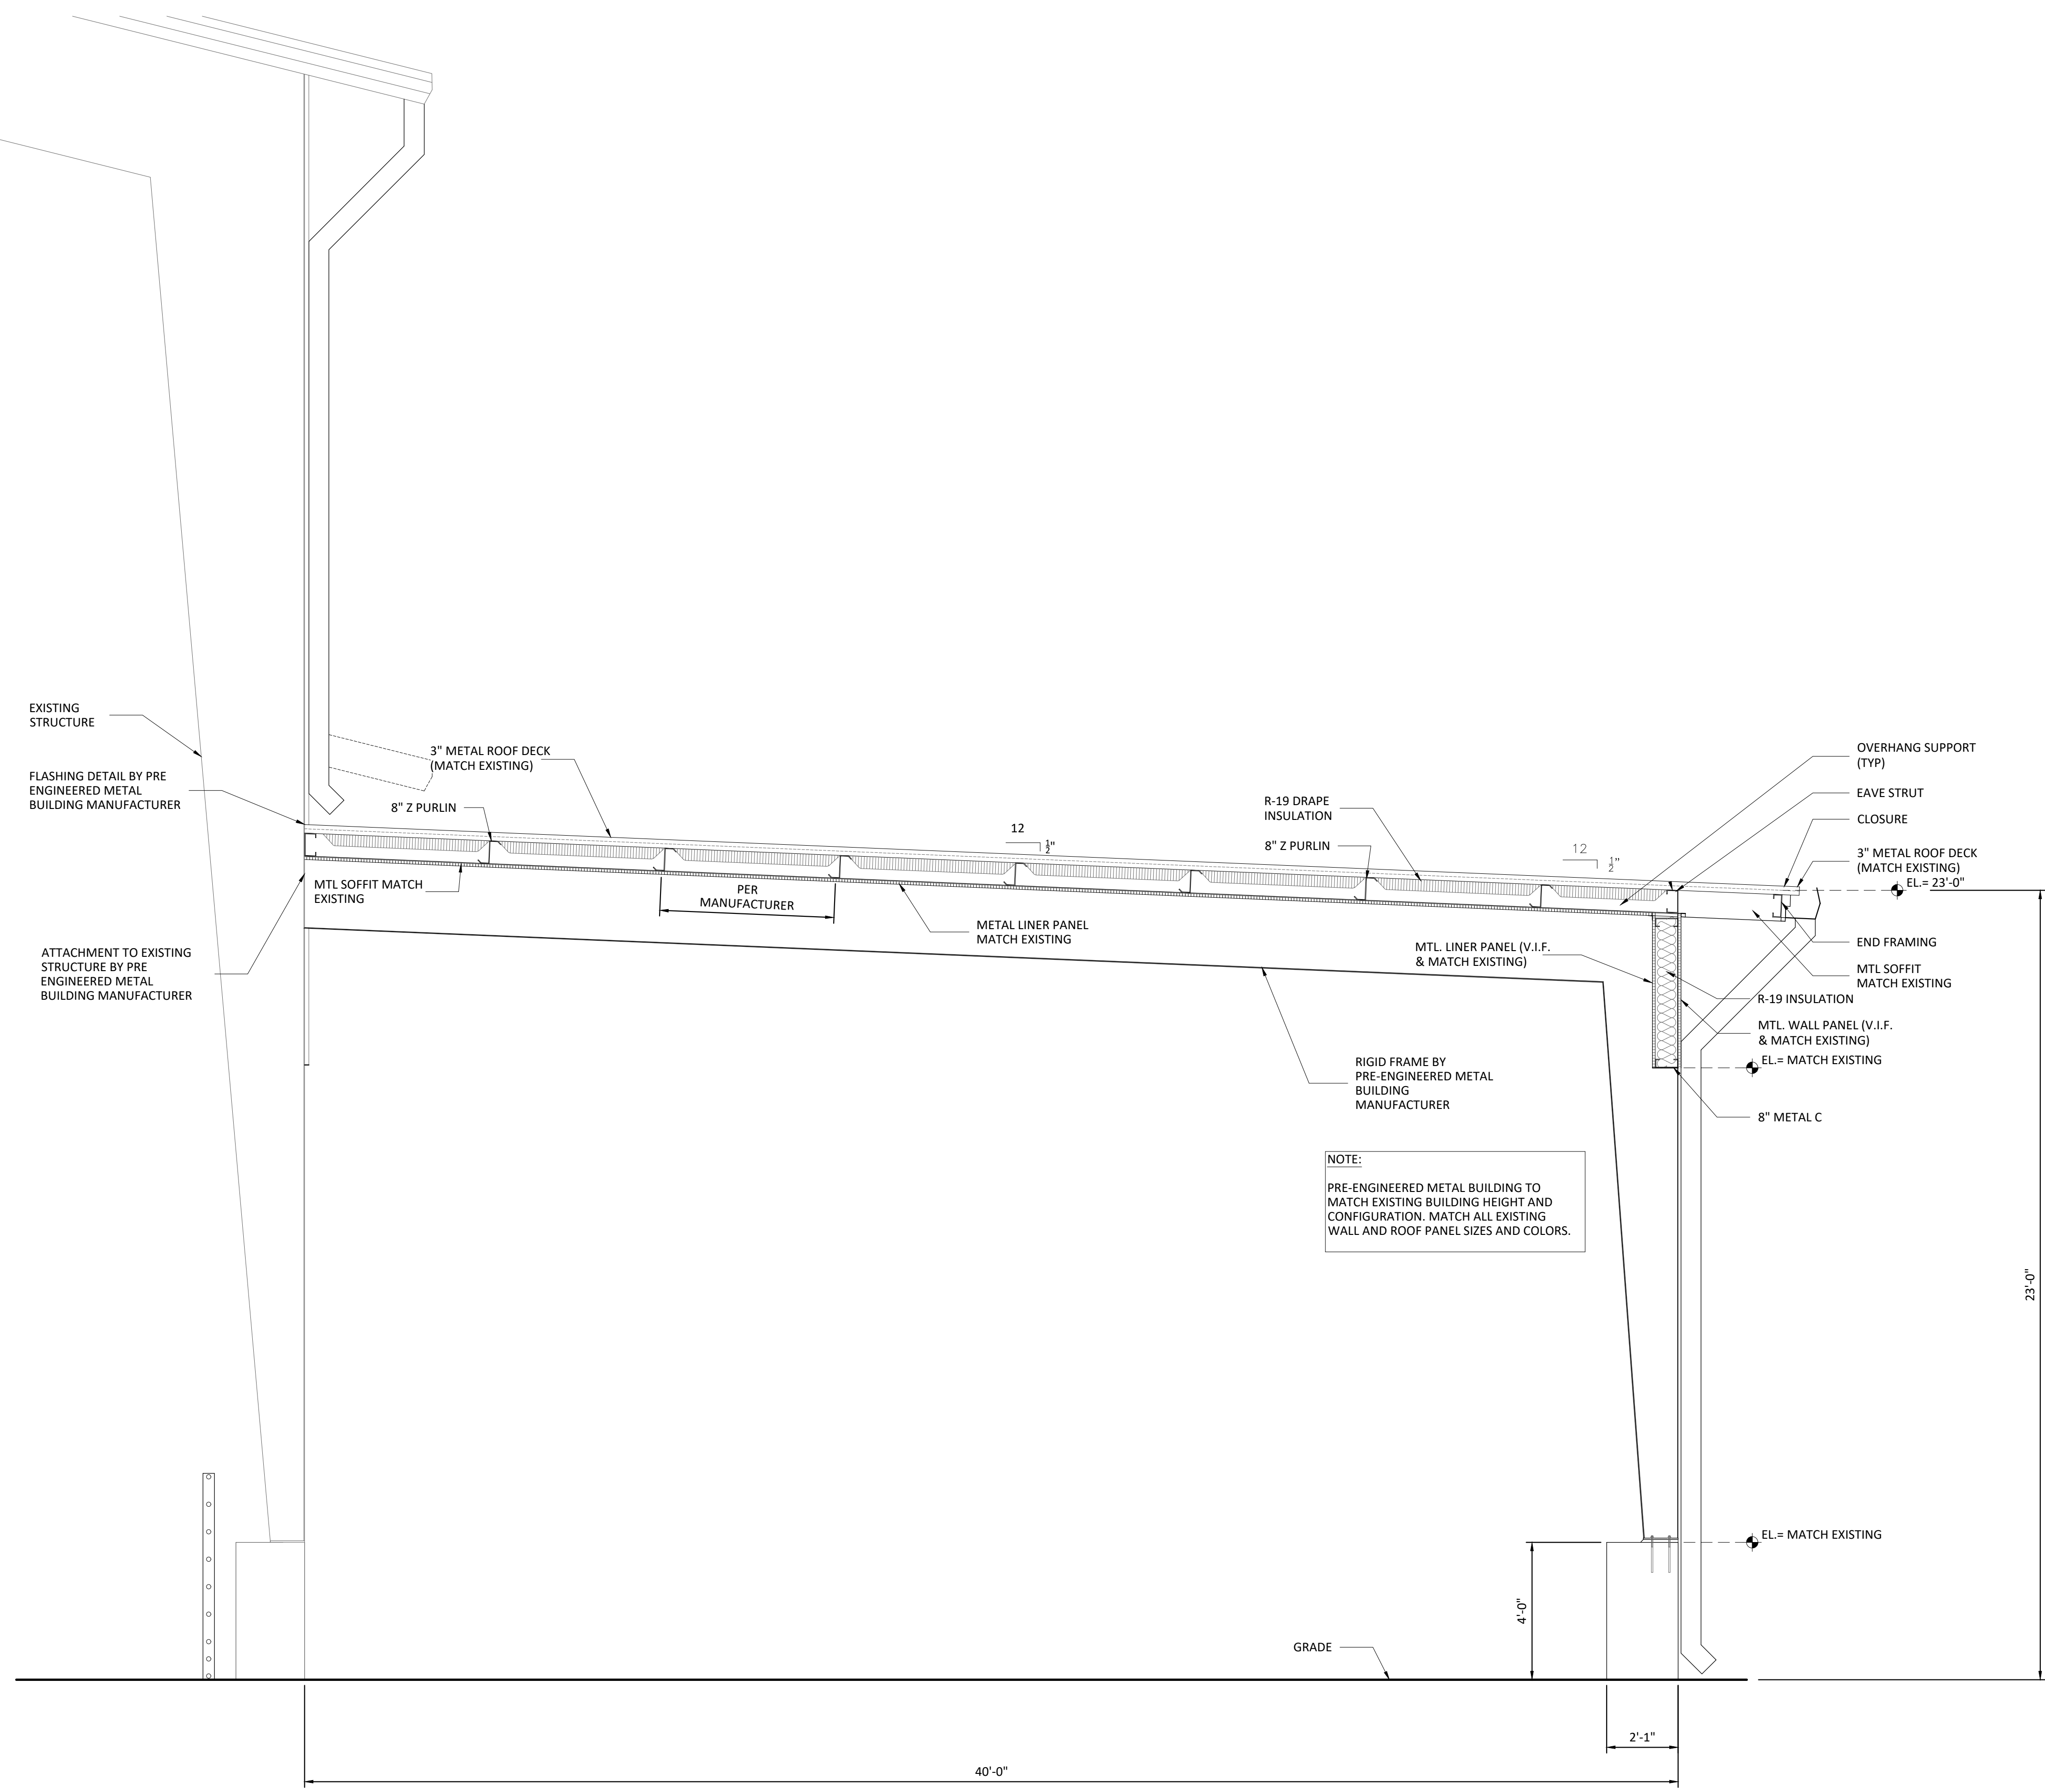 EXISTING
STRUCTURE
FLASHING DETAIL BY PRE
ENGINEERED METAL
BUILDING MANUFACTURER
3" METAL ROOF DECK
(MATCH EXISTING)
8" Z PURLIN
MTL SOFFIT MATCH
EXISTING
ATTACHMENT TO EXISTING
STRUCTURE BY PRE
ENGINEERED METAL
BUILDING MANUFACTURER
PER
MANUFACTURER
12
½"
METAL LINER PANEL
MATCH EXISTING
R-19 DRAPE
INSULATION
8" Z PURLIN
12
½"
OVERHANG SUPPORT
(TYP)
EAVE STRUT
CLOSURE
3" METAL ROOF DECK
(MATCH EXISTING)
EL.= 23'-0"
END FRAMING
MTL SOFFIT
MATCH EXISTING
MTL. LINER PANEL (V.I.F.
& MATCH EXISTING)
R-19 INSULATION
MTL. WALL PANEL (V.I.F.
& MATCH EXISTING)
EL.= MATCH EXISTING
8" METAL C
RIGID FRAME BY
PRE-ENGINEERED METAL
BUILDING
MANUFACTURER
NOTE:
PRE-ENGINEERED METAL BUILDING TO
MATCH EXISTING BUILDING HEIGHT AND
CONFIGURATION. MATCH ALL EXISTING
WALL AND ROOF PANEL SIZES AND COLORS.
23'-0"
EL.= MATCH EXISTING
4'-0"
GRADE
2'-1"
40'-0"